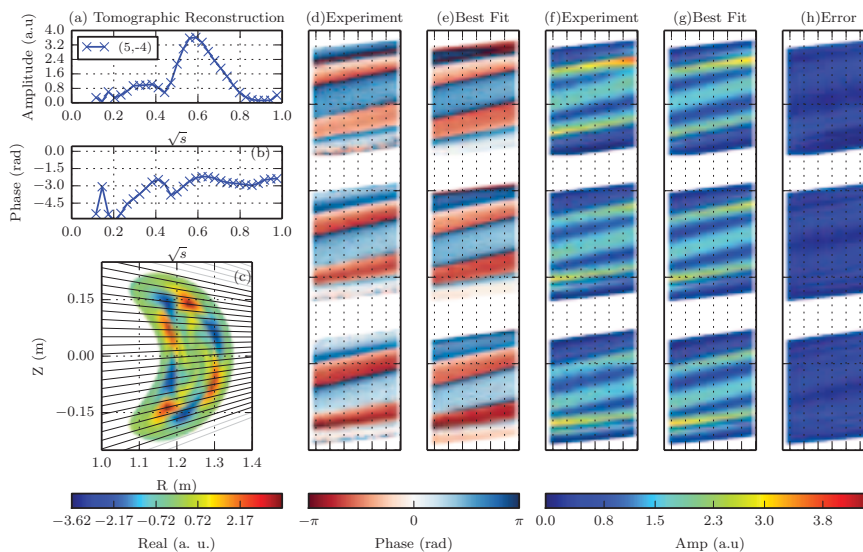 (a) Tomographic Reconstruction
(d)Experiment
(e)Best Fit
(f)Experiment
(g)Best Fit
(h)Error
Amplitude (a.u)
4.0
3.2
2.4
1.6
0.8
0.0
(5,-4)
0.0 0.2 0.4 0.6 0.8 1.0
√s
(b)
Phase (rad)
0.0
−1.5
−3.0
−4.5
0.0 0.2 0.4 0.6 0.8 1.0
√s
(c)
Z (m)
0.15
0.00
−0.15
1.0 1.1 1.2 1.3 1.4
R (m)
−3.62 −2.17 −0.72 0.72 2.17
Real (a. u.)
−π 0 π
Phase (rad)
0.0 0.8 1.5 2.3 3.0 3.8
Amp (a.u)